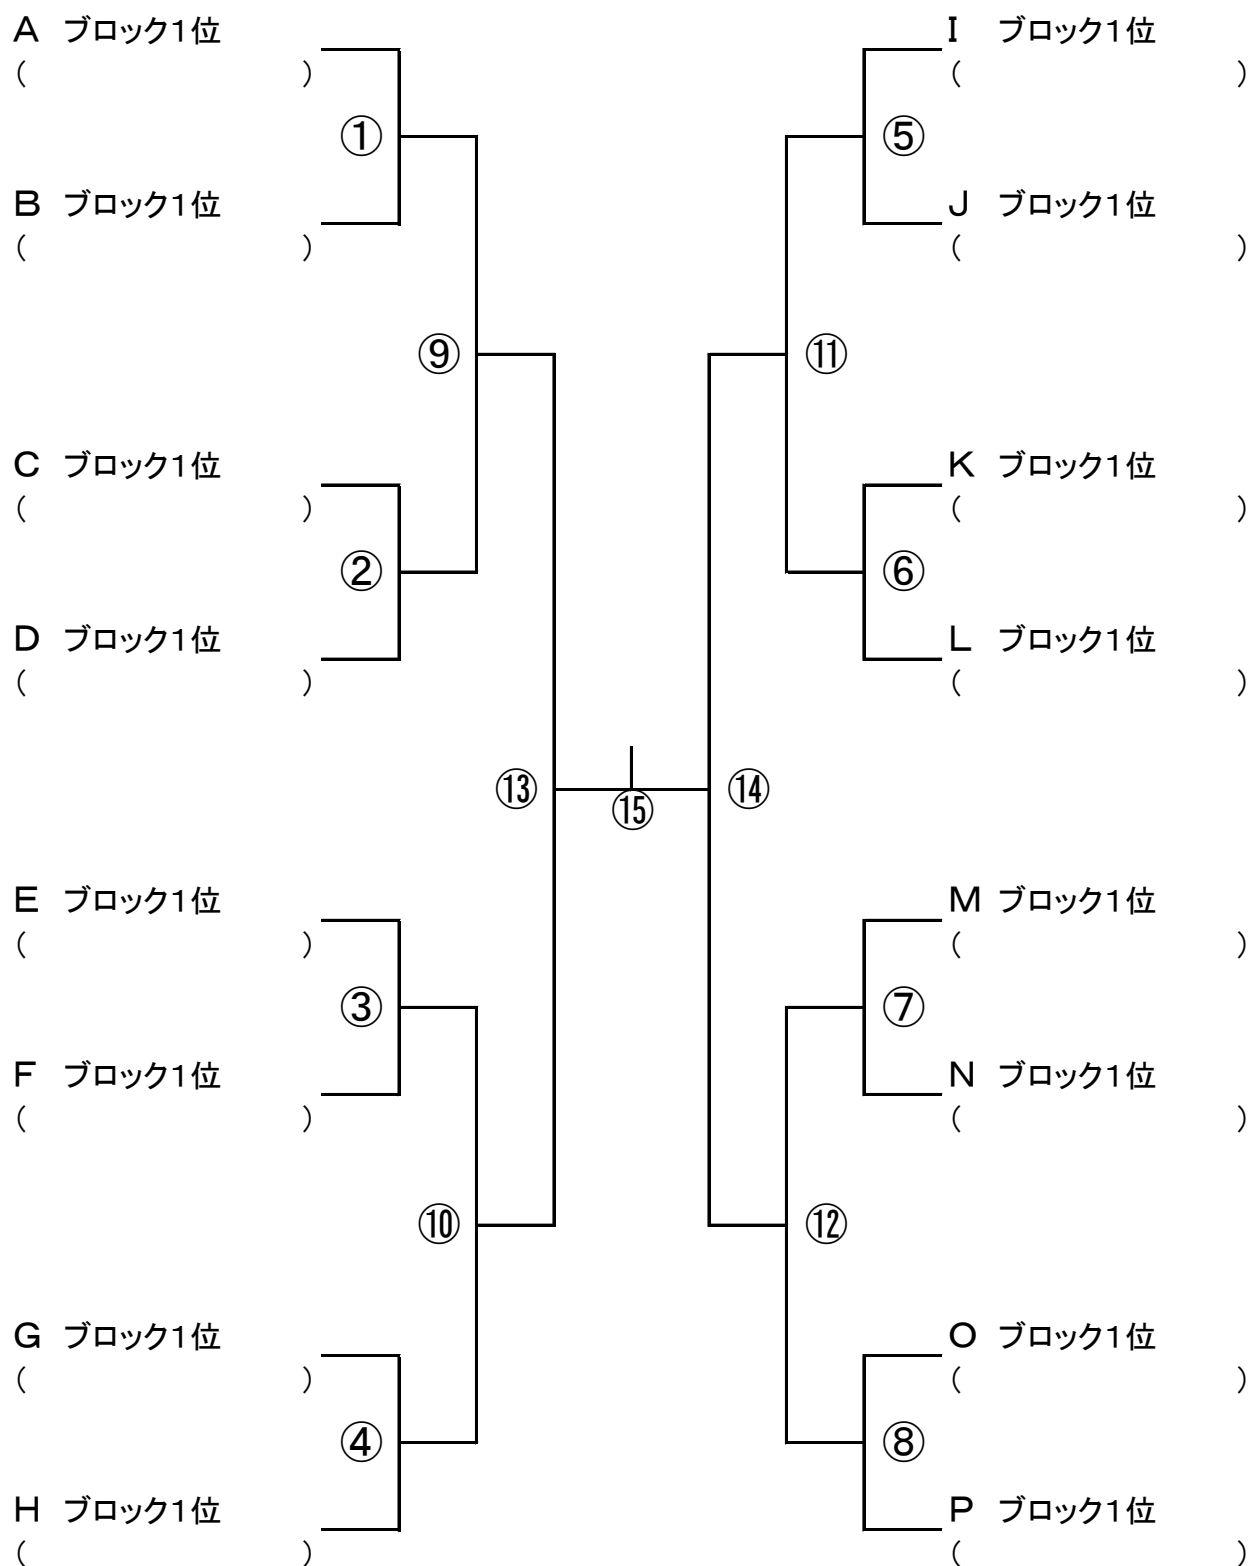 A ブロック1位
( )
①
B ブロック1位
( )
⑨
C ブロック1位
( )
②
D ブロック1位
( )
⑬
E ブロック1位
( )
③
F ブロック1位
( )
⑩
G ブロック1位
( )
④
H ブロック1位
( )
⑮
I ブロック1位
( )
⑤
J ブロック1位
( )
⑪
K ブロック1位
( )
⑥
L ブロック1位
( )
⑭
M ブロック1位
( )
⑦
N ブロック1位
( )
⑫
O ブロック1位
( )
⑧
P ブロック1位
( )